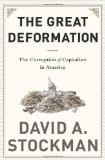 THE GREAT
DEFORMATION
The Corruption of Capitalism
in America
DAVID A.
STOCKMAN